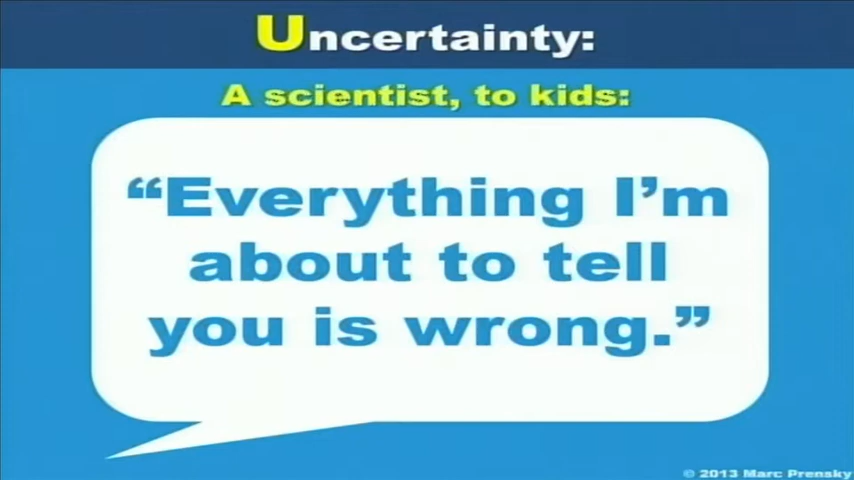 Uncertainty:
A scientist, to kids:
“Everything I’m
about to tell
you is wrong.”
© 2013 Marc Prensky